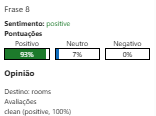 Frase 8
Sentimento: positive
Pontuações
Positivo Neutro Negativo
93% 7% 0%
Opinião
Destino: rooms
Avaliações
clean (positive, 100%)